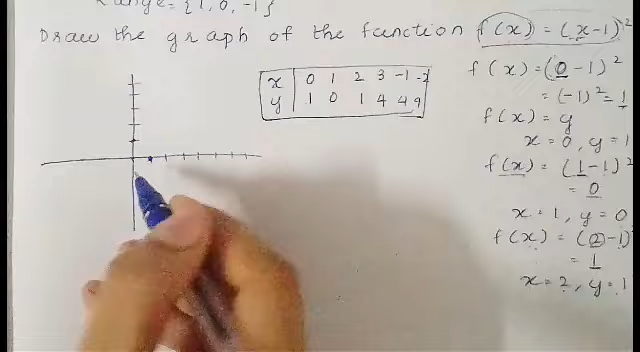 Range = {1, 0, -1}
Draw the graph of the function f(x) = (x-1)²
x 0 1 2 3 -1 -2
y 1 0 1 4 4 9
f(x) = (0-1)²
= (-1)² = 1
f(x) = y
x = 0, y = 1
f(x) = (1-1)²
= 0
x = 1, y = 0
f(x) = (2-1)
= 1
x = 2, y = 1